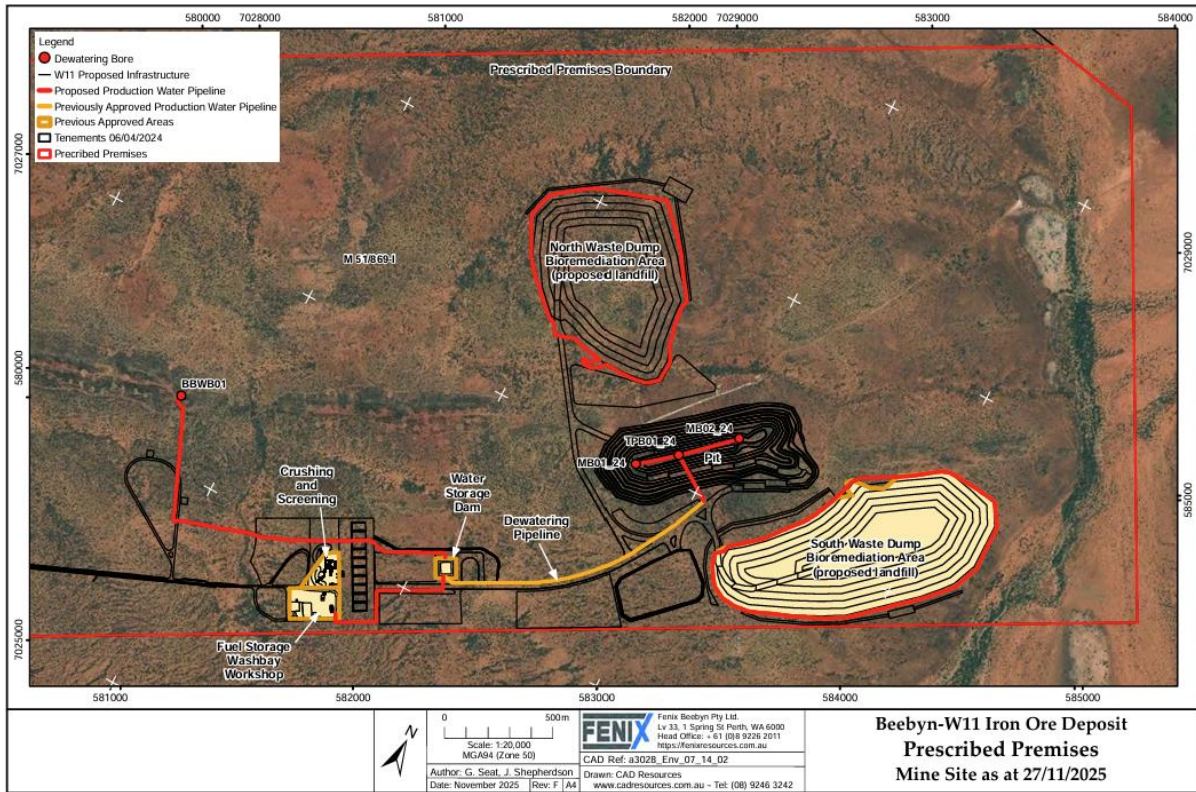 580000
7028000
581000
582000
7029000
583000
584000
Legend
Dewatering Bore
W11 Proposed Infrastructure
Proposed Production Water Pipeline
Previously Approved Production Water Pipeline
Previous Approved Areas
Tenements 06/04/2024
Precribed Premises
Prescribed Premises Boundary
7027000
M 51/869-I
North Waste Dump
Bioremediation Area
(proposed landfill)
7029000
580000
BBWB01
MB02_24
TPB01_24
MB01_24
Pit
Crushing
and
Screening
Water
Storage
Dam
Dewatering
Pipeline
585000
South Waste Dump
Bioremediation Area
(proposed landfill)
7025000
Fuel Storage
Washbay
Workshop
581000
582000
583000
584000
585000
N
0 500m
Scale: 1:20,000
MGA94 (Zone 50)
Author: G. Seat, J. Shepherdson
Date: November 2025 Rev: F A4
FENIX
Fenix Beebyn Pty Ltd.
Lv 33, 1 Spring St Perth, WA 6000
Head Office: + 61 (0)8 9226 2011
https://fenixresources.com.au
CAD Ref: a3028_Env_07_14_02
Drawn: CAD Resources
www.cadresources.com.au ~ Tel: (08) 9246 3242
Beebyn-W11 Iron Ore Deposit
Prescribed Premises
Mine Site as at 27/11/2025